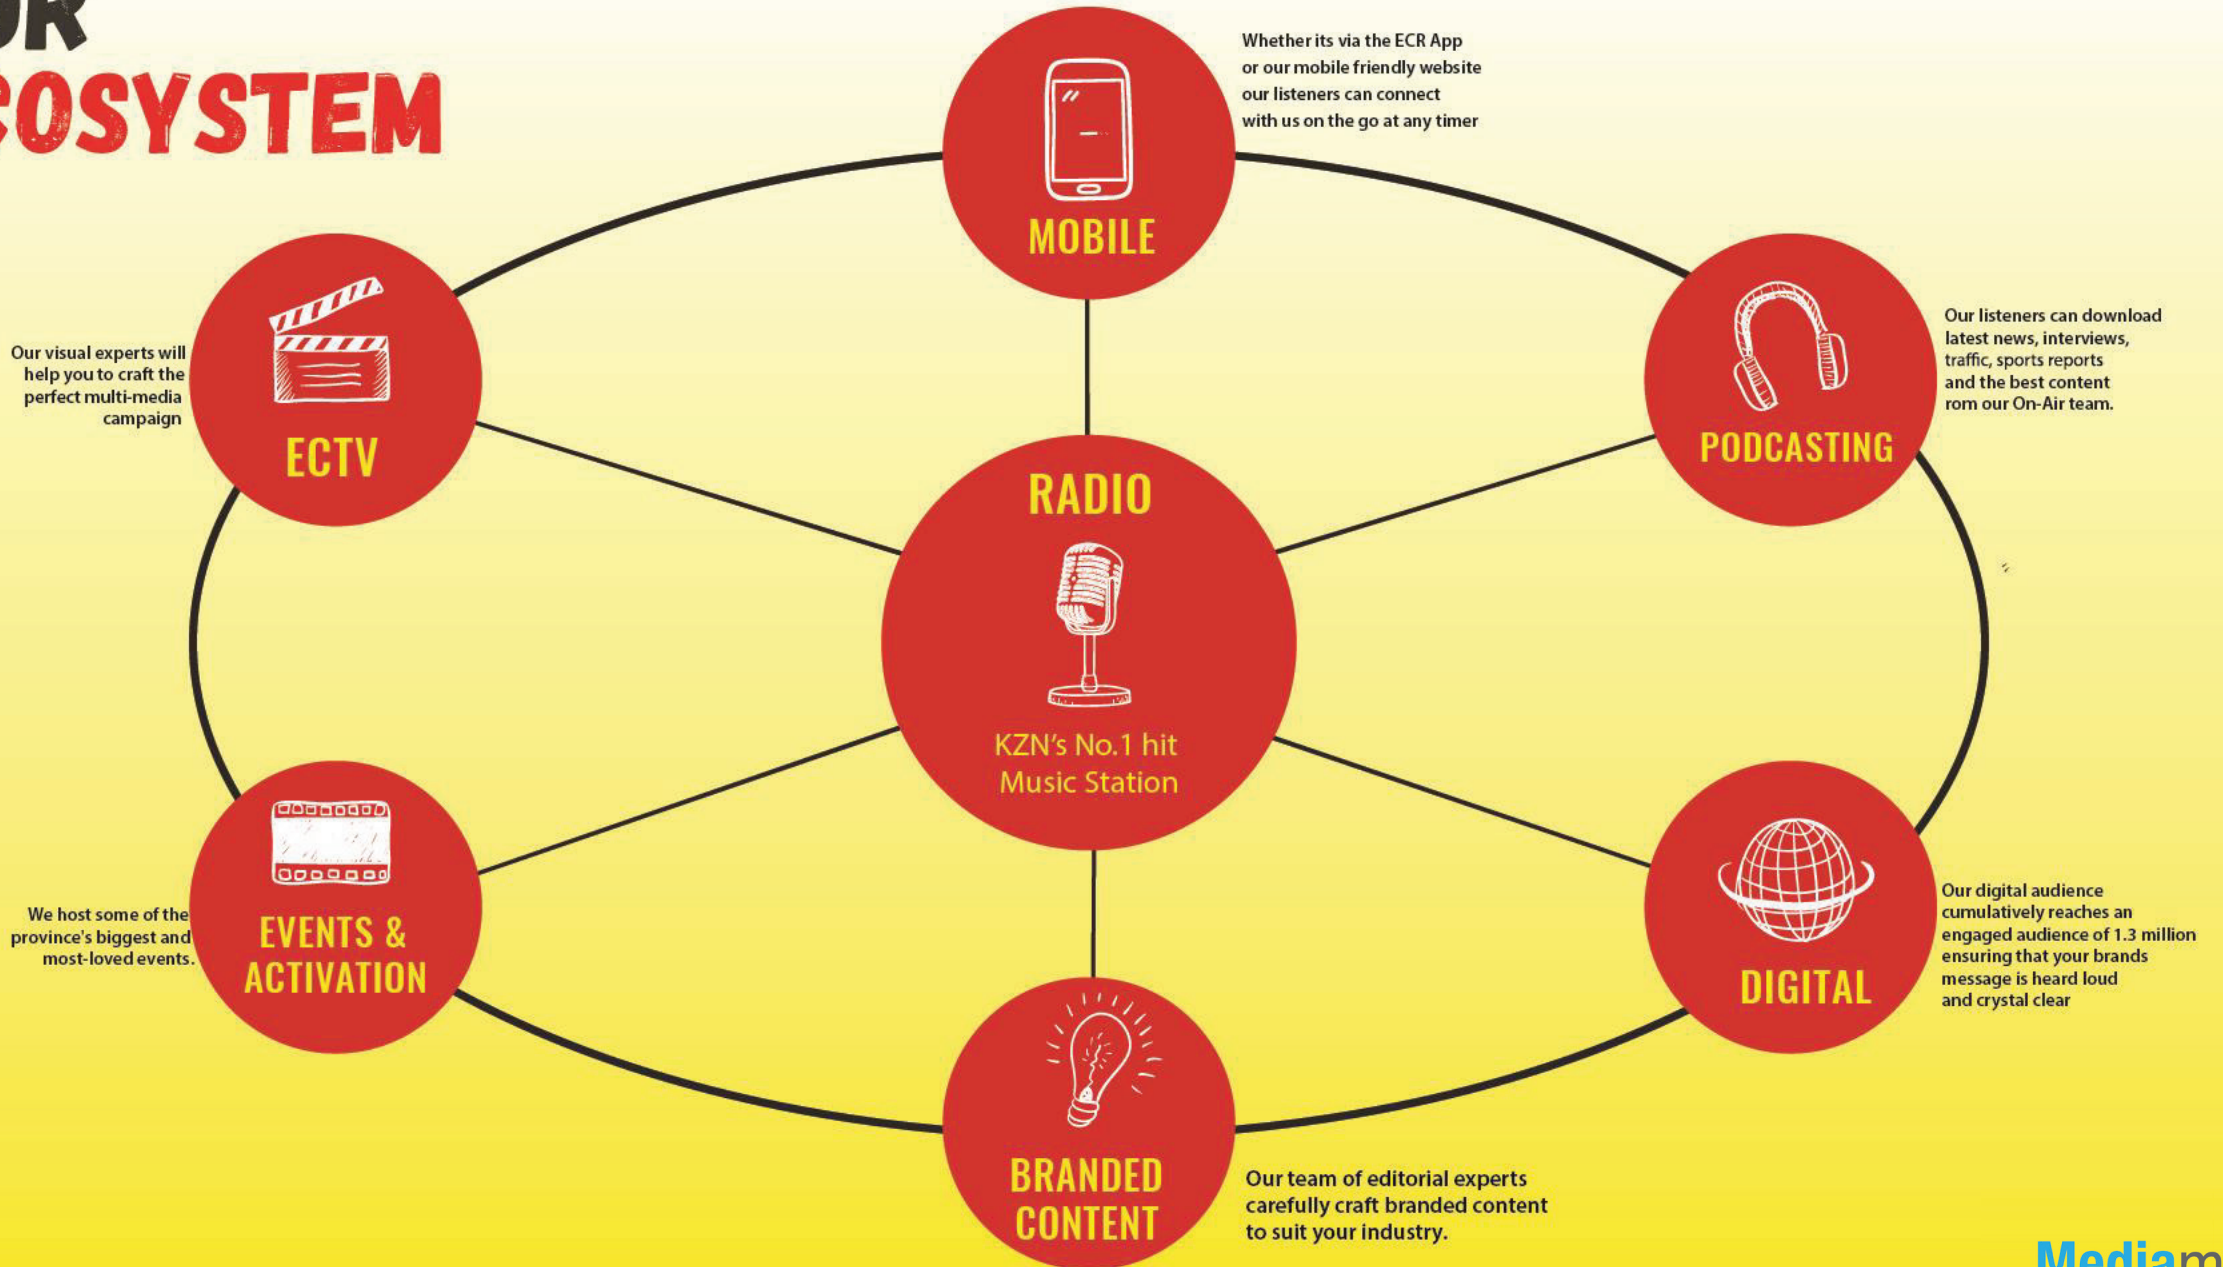 UR
COSYSTEM
Whether its via the ECR App
or our mobile friendly website
our listeners can connect
with us on the go at any timer
MOBILE
Our visual experts will
help you to craft the
perfect multi-media
campaign
ECTV
Our listeners can download
latest news, interviews,
traffic, sports reports
and the best content
rom our On-Air team.
PODCASTING
RADIO
KZN's No.1 hit
Music Station
We host some of the
province's biggest and
most-loved events.
EVENTS &
ACTIVATION
DIGITAL
Our digital audience
cumulatively reaches an
engaged audience of 1.3 million
ensuring that your brands
message is heard loud
and crystal clear
BRANDED
CONTENT
Our team of editorial experts
carefully craft branded content
to suit your industry.
Mediam